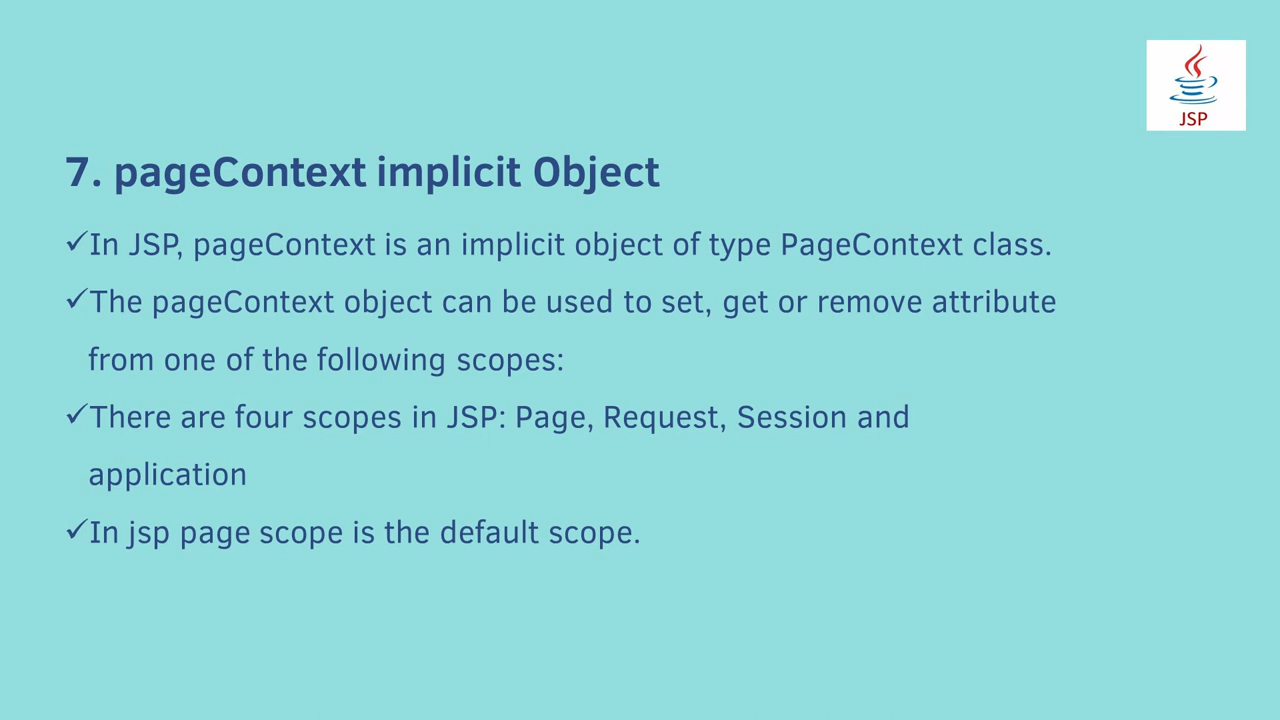 JSP
7. pageContext implicit Object
✓In JSP, pageContext is an implicit object of type PageContext class.
✓The pageContext object can be used to set, get or remove attribute
from one of the following scopes:
✓There are four scopes in JSP: Page, Request, Session and
application
✓In jsp page scope is the default scope.